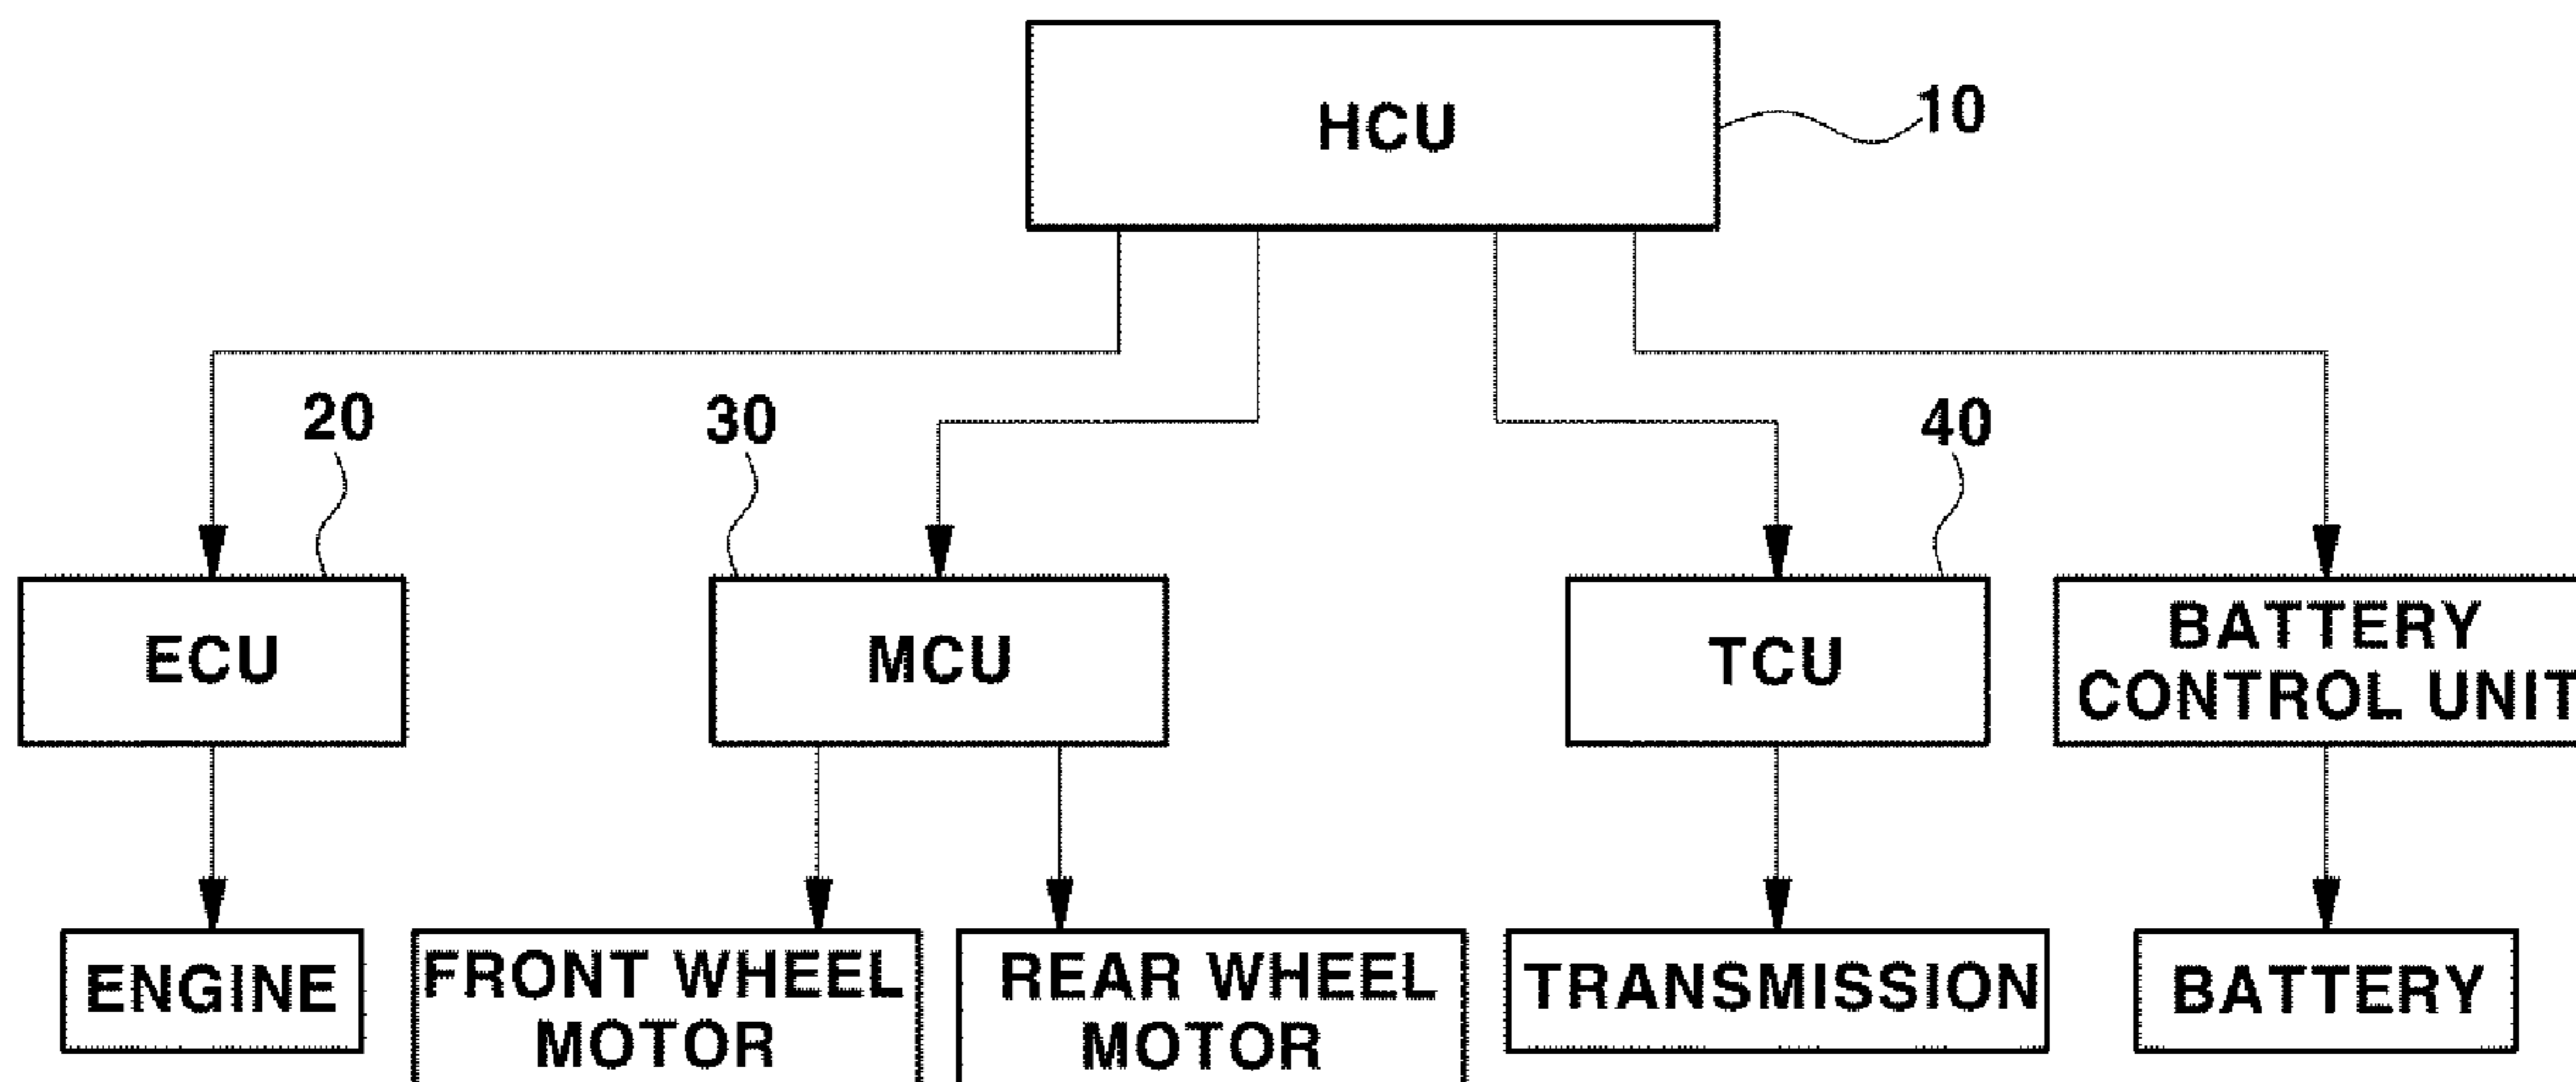 HCU
10
20
30
40
ECU
MCU
TCU
BATTERY
CONTROL UNIT
ENGINE
FRONT WHEEL
MOTOR
REAR WHEEL
MOTOR
TRANSMISSION
BATTERY